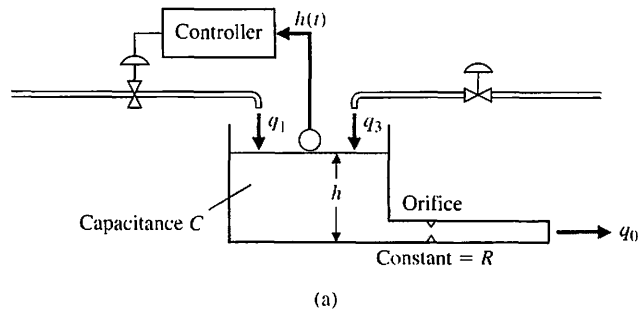 Controller
h(t)
q1
q3
h
Orifice
Capacitance C
q0
Constant = R
(a)